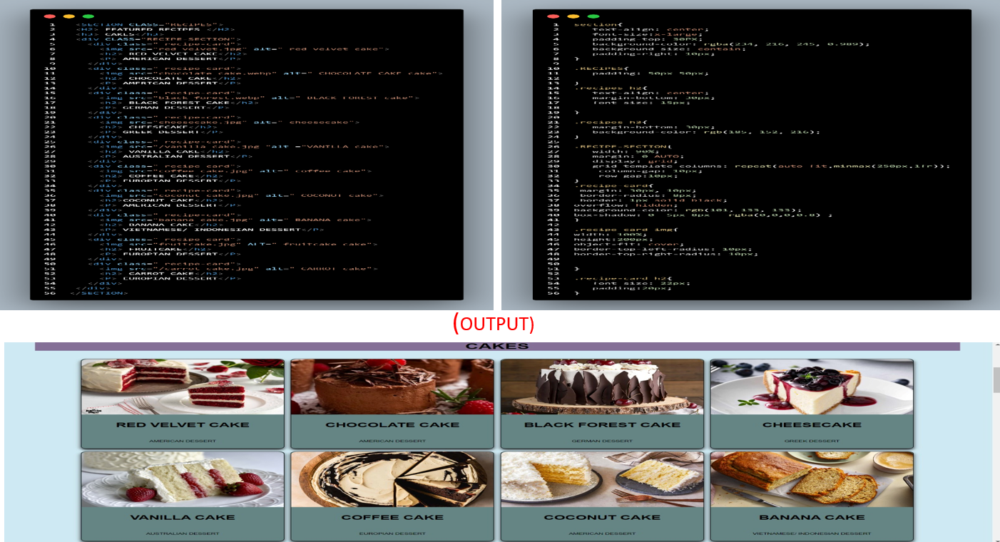 1 <SECTION CLASS="RECIPES">
2 <H2> FEATURED RECIPES </H2>
3 <h3> CAKES</h3>
4 <div CLASS="RECIPE-SECTION">
5 <div class=" recipe-card">
6 <img src="red velvet.jpg" alt=" red velvet cake">
7 <h2> RED VELVET CAKE</h2>
8 <P> AMERICAN DESSERT</P>
9 </div>
10 <div class=" recipe-card">
11 <img src="chocolate cake.webp" alt=" CHOCOLATE CAKE cake">
12 <h2> CHOCOLATE CAKE</h2>
13 <P> AMERICAN DESSERT</P>
14 </div>
15 <div class=" recipe-card">
16 <img src="black forest.webp" alt=" BLACK FOREST cake">
17 <h2> BLACK FOREST CAKE</h2>
18 <P> GERMAN DESSERT</P>
19 </div>
20 <div class=" recipe-card">
21 <img src="cheesecake.jpg" alt=" cheesecake">
22 <h2> CHEESECAKE</h2>
23 <P> GREEK DESSERT</P>
24 </div>
25 <div class=" recipe-card">
26 <img src="/vanilla cake.jpg "alt ="VANILLA cake">
27 <h2> VANILLA CAKE</h2>
28 <P> AUSTRALIAN DESSERT</P>
29 </div>
30 <div class=" recipe-card">
31 <img src="coffee cake.jpg" alt=" coffee cake">
32 <h2> COFFEE CAKE</h2>
33 <P> EUROPIAN DESSERT</P>
34 </div>
35 <div class=" recipe-card">
36 <img src="coconut cake.jpg" alt=" COCONUT cake">
37 <h2>COCONUT CAKE</h2>
38 <P> AMERICAN DESSERT</P>
39 </div>
40 <div class=" recipe-card">
41 <img src="banana cake.jpg" alt=" BANANA cake">
42 <h2> BANANA CAKE</h2>
43 <P> VIETNAMESE/ INDONESIAN DESSERT</P>
44 </div>
45 <div class=" recipe-card">
46 <img src="fruitcake.jpg" ALT=" fruitcake cake">
47 <h2> FRUITCAKE</h2>
48 <P> EUROPIAN DESSERT</P>
49 </div>
50 <div class=" recipe-card">
51 <img src="/carrot cake.jpg" alt=" CARROT cake">
52 <h2> CARROT CAKE</h2>
53 <P> EUROPIAN DESSERT</P>
54 </div>
55 </div>
56 </SECTION>
1 section{
2 text-align: center;
3 font-size:x-large;
4 padding-top: 30PX;
5 background-color: rgba(234, 216, 245, 0.989);
6 background-size: contain;
7 padding-right: 10px;
8 }
9
10 .RECIPES{
11 padding: 50px 50px;
12
13 }
14 .recipes h2{
15 text-align: center;
16 margin-bottom: 30px;
17 font-size: 15px;
18
19 }
20
21 .recipes h2{
22 margin-bottom: 30px;
23 background-color: rgb(185, 152, 216);
24 }
25
26 .RECIPE-SECTION{
27 width: 90%;
28 margin: 0 AUTO;
29 display: grid;
30 grid-template-columns: repeat(auto-fit,minmax(250px,1fr));
31 column-gap: 10px;
32 row-gap:10px;
33 }
34 .recipe-card{
35 margin: 30px, 10px;
36 border-radius: 8px;
37 border: 1px solid black;
38 overflow: hidden;
39 background-color: rgb(101, 133, 133);
40 box-shadow: 0 5px 8px rgba(0,0,0,0.8) ;
41 }
42
43 .recipe-card img{
44 width: 100%;
45 height:200px;
46 object-fit: cover;
47 border-top-left-radius: 10px;
48 border-top-right-radius: 10px;
49
50
51 }
52
53 .recipe-card h2{
54 font-size: 22px;
55 padding:20px;
56 }
(OUTPUT)
CAKES
RED VELVET CAKE
AMERICAN DESSERT
CHOCOLATE CAKE
AMERICAN DESSERT
BLACK FOREST CAKE
GERMAN DESSERT
CHEESECAKE
GREEK DESSERT
VANILLA CAKE
AUSTRALIAN DESSERT
COFFEE CAKE
EUROPIAN DESSERT
COCONUT CAKE
AMERICAN DESSERT
BANANA CAKE
VIETNAMESE/ INDONESIAN DESSERT